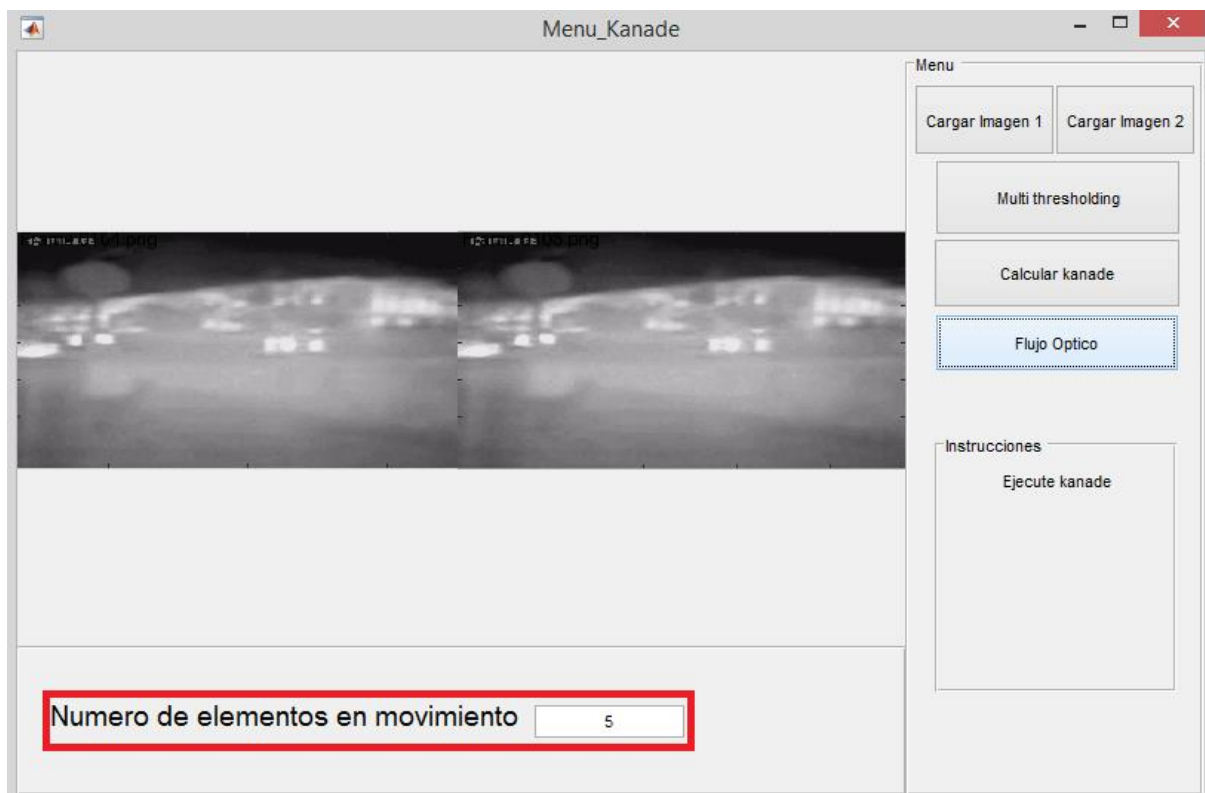 Menu_Kanade
Menu
Cargar Imagen 1
Cargar Imagen 2
Multi thresholding
Calcular kanade
Flujo Optico
Instrucciones
Ejecute kanade
Numero de elementos en movimiento
5